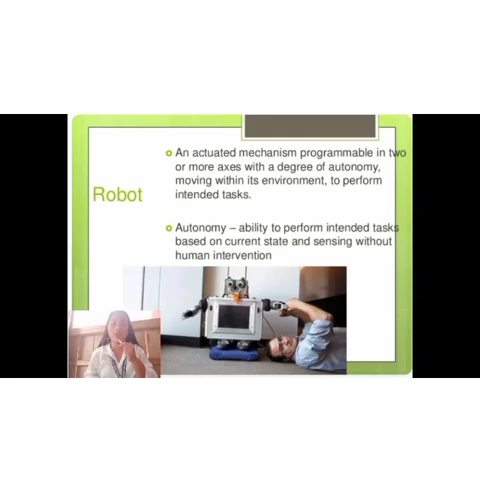 Robot
An actuated mechanism programmable in two
or more axes with a degree of autonomy,
moving within its environment, to perform
intended tasks.
Autonomy – ability to perform intended tasks
based on current state and sensing without
human intervention